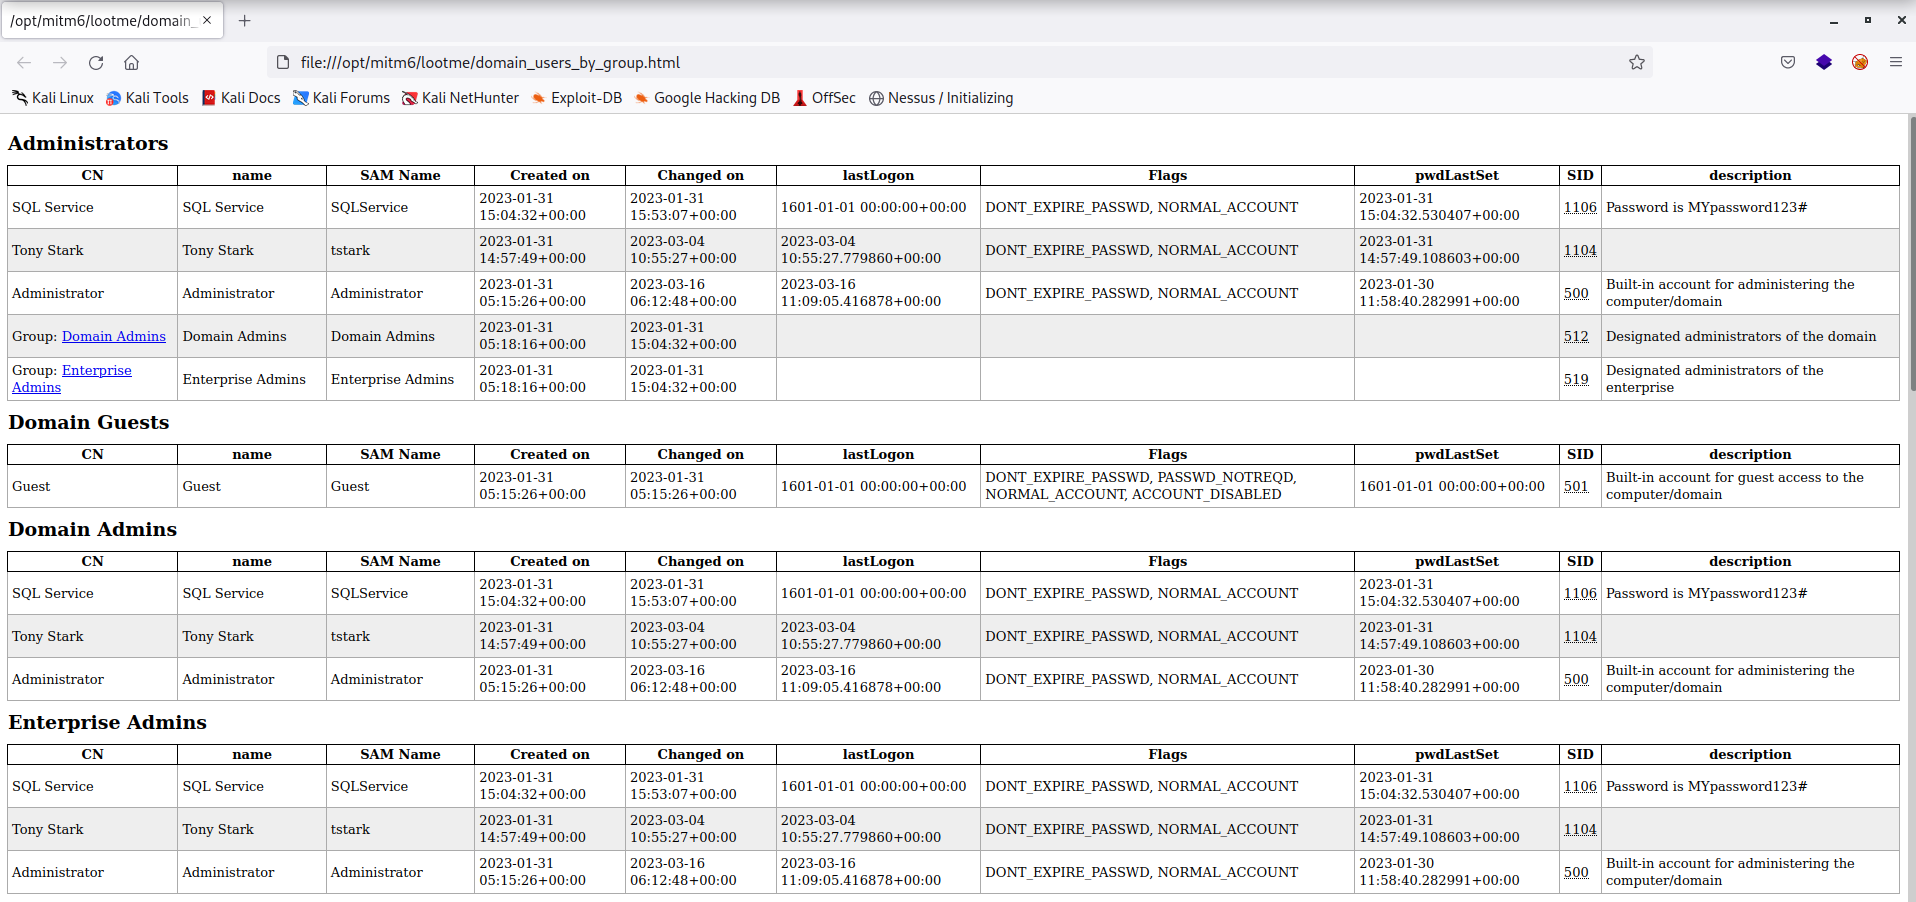 /opt/mitm6/lootme/domain_
file:///opt/mitm6/lootme/domain_users_by_group.html
Kali Linux Kali Tools Kali Docs Kali Forums Kali NetHunter Exploit-DB Google Hacking DB OffSec Nessus / Initializing
Administrators
CN name SAM Name Created on Changed on lastLogon Flags pwdLastSet SID description
SQL Service SQL Service SQLService 2023-01-31 15:04:32+00:00 2023-01-31 15:53:07+00:00 1601-01-01 00:00:00+00:00 DONT_EXPIRE_PASSWD, NORMAL_ACCOUNT 2023-01-31 15:04:32.530407+00:00 1106 Password is MYpassword123#
Tony Stark Tony Stark tstark 2023-01-31 14:57:49+00:00 2023-03-04 10:55:27+00:00 2023-03-04 10:55:27.779860+00:00 DONT_EXPIRE_PASSWD, NORMAL_ACCOUNT 2023-01-31 14:57:49.108603+00:00 1104
Administrator Administrator Administrator 2023-01-31 05:15:26+00:00 2023-03-16 06:12:48+00:00 2023-03-16 11:09:05.416878+00:00 DONT_EXPIRE_PASSWD, NORMAL_ACCOUNT 2023-01-30 11:58:40.282991+00:00 500 Built-in account for administering the computer/domain
Group: Domain Admins Domain Admins Domain Admins 2023-01-31 05:18:16+00:00 2023-01-31 15:04:32+00:00 512 Designated administrators of the domain
Group: Enterprise Admins Enterprise Admins Enterprise Admins 2023-01-31 05:18:16+00:00 2023-01-31 15:04:32+00:00 519 Designated administrators of the enterprise
Domain Guests
CN name SAM Name Created on Changed on lastLogon Flags pwdLastSet SID description
Guest Guest Guest 2023-01-31 05:15:26+00:00 2023-01-31 05:15:26+00:00 1601-01-01 00:00:00+00:00 DONT_EXPIRE_PASSWD, PASSWD_NOTREQD, NORMAL_ACCOUNT, ACCOUNT_DISABLED 1601-01-01 00:00:00+00:00 501 Built-in account for guest access to the computer/domain
Domain Admins
CN name SAM Name Created on Changed on lastLogon Flags pwdLastSet SID description
SQL Service SQL Service SQLService 2023-01-31 15:04:32+00:00 2023-01-31 15:53:07+00:00 1601-01-01 00:00:00+00:00 DONT_EXPIRE_PASSWD, NORMAL_ACCOUNT 2023-01-31 15:04:32.530407+00:00 1106 Password is MYpassword123#
Tony Stark Tony Stark tstark 2023-01-31 14:57:49+00:00 2023-03-04 10:55:27+00:00 2023-03-04 10:55:27.779860+00:00 DONT_EXPIRE_PASSWD, NORMAL_ACCOUNT 2023-01-31 14:57:49.108603+00:00 1104
Administrator Administrator Administrator 2023-01-31 05:15:26+00:00 2023-03-16 06:12:48+00:00 2023-03-16 11:09:05.416878+00:00 DONT_EXPIRE_PASSWD, NORMAL_ACCOUNT 2023-01-30 11:58:40.282991+00:00 500 Built-in account for administering the computer/domain
Enterprise Admins
CN name SAM Name Created on Changed on lastLogon Flags pwdLastSet SID description
SQL Service SQL Service SQLService 2023-01-31 15:04:32+00:00 2023-01-31 15:53:07+00:00 1601-01-01 00:00:00+00:00 DONT_EXPIRE_PASSWD, NORMAL_ACCOUNT 2023-01-31 15:04:32.530407+00:00 1106 Password is MYpassword123#
Tony Stark Tony Stark tstark 2023-01-31 14:57:49+00:00 2023-03-04 10:55:27+00:00 2023-03-04 10:55:27.779860+00:00 DONT_EXPIRE_PASSWD, NORMAL_ACCOUNT 2023-01-31 14:57:49.108603+00:00 1104
Administrator Administrator Administrator 2023-01-31 05:15:26+00:00 2023-03-16 06:12:48+00:00 2023-03-16 11:09:05.416878+00:00 DONT_EXPIRE_PASSWD, NORMAL_ACCOUNT 2023-01-30 11:58:40.282991+00:00 500 Built-in account for administering the computer/domain